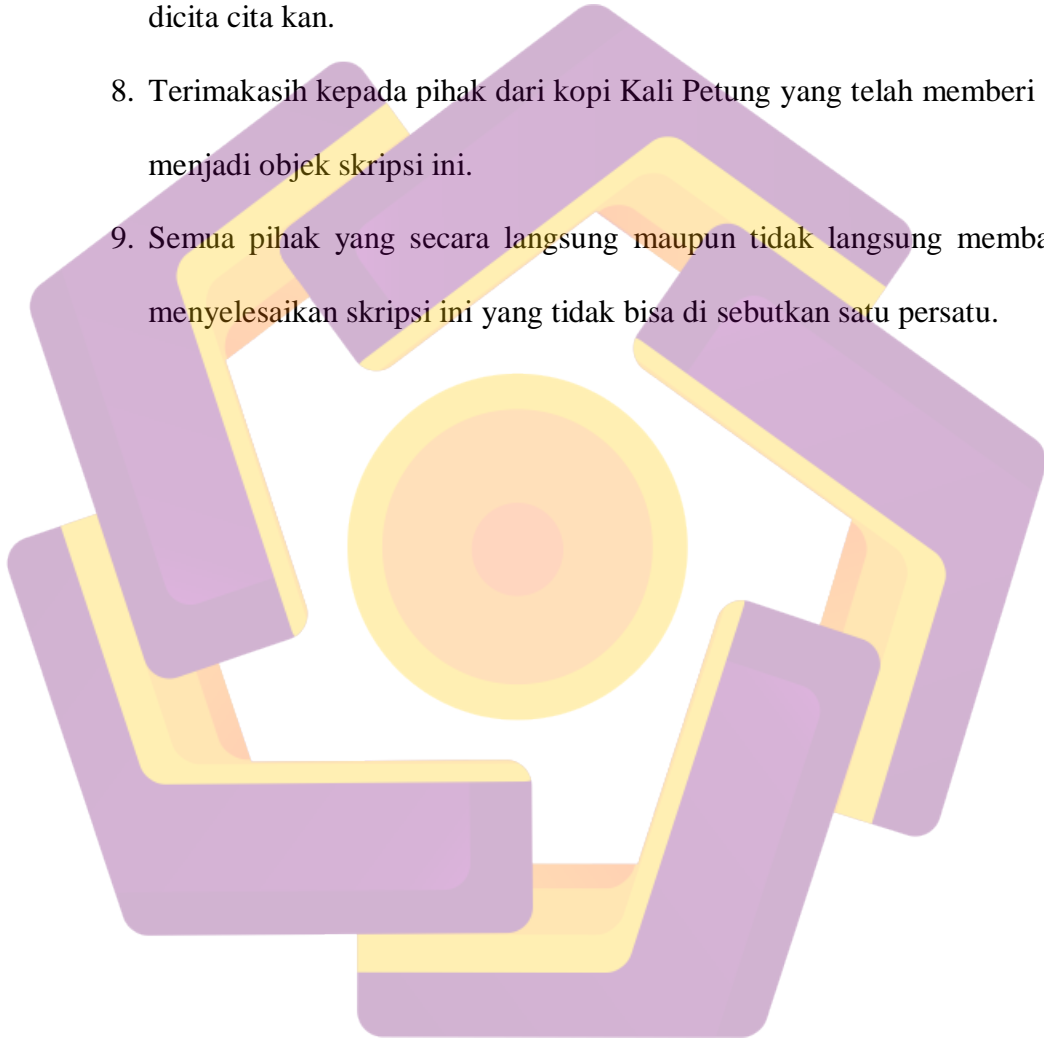 dicita cita kan.
8. Terimakasih kepada pihak dari kopi Kali Petung yang telah memberi
menjadi objek skripsi ini.
9. Semua pihak yang secara langsung maupun tidak langsung memba
menyelesaikan skripsi ini yang tidak bisa di sebutkan satu persatu.